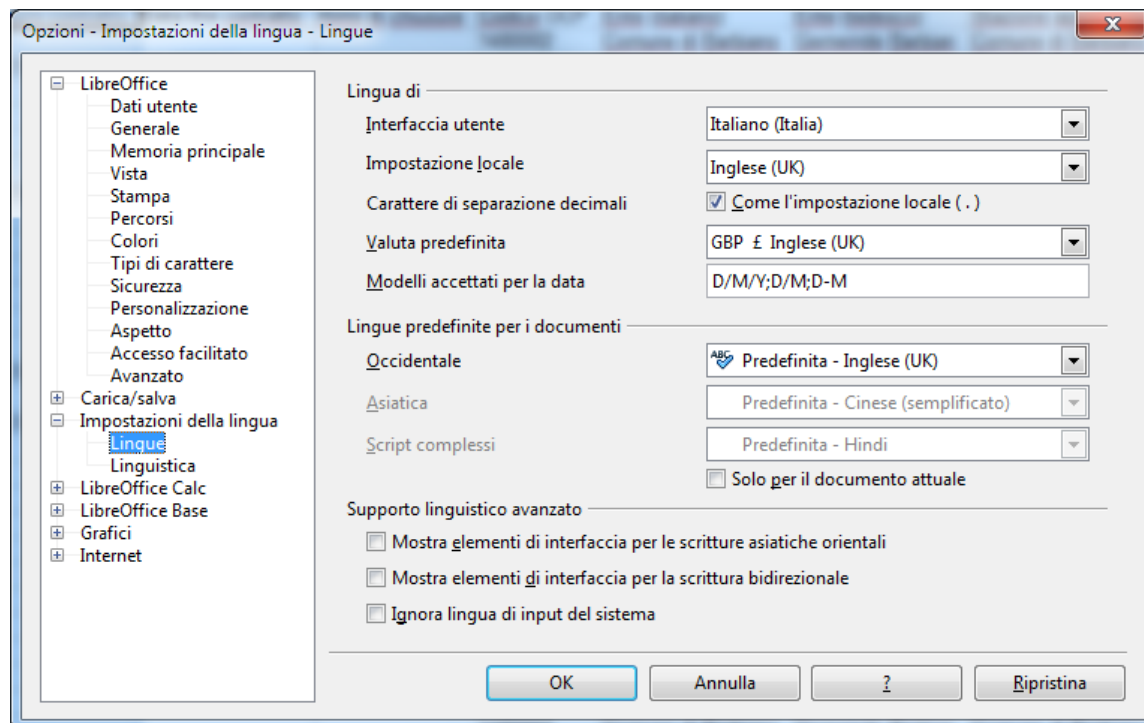 Opzioni - Impostazioni della lingua - Lingue
LibreOffice
Dati utente
Generale
Memoria principale
Vista
Stampa
Percorsi
Colori
Tipi di carattere
Sicurezza
Personalizzazione
Aspetto
Accesso facilitato
Avanzato
Carica/salva
Impostazioni della lingua
Lingue
Linguistica
LibreOffice Calc
LibreOffice Base
Grafici
Internet
Lingua di
Interfaccia utente Italiano (Italia)
Impostazione locale Inglese (UK)
Carattere di separazione decimali Come l'impostazione locale ( . )
Valuta predefinita GBP £ Inglese (UK)
Modelli accettati per la data D/M/Y;D/M;D-M
Lingue predefinite per i documenti
Occidentale ABC Predefinita - Inglese (UK)
Asiatica Predefinita - Cinese (semplificato)
Script complessi Predefinita - Hindi
Solo per il documento attuale
Supporto linguistico avanzato
Mostra elementi di interfaccia per le scritture asiatiche orientali
Mostra elementi di interfaccia per la scrittura bidirezionale
Ignora lingua di input del sistema
OK Annulla ? Ripristina